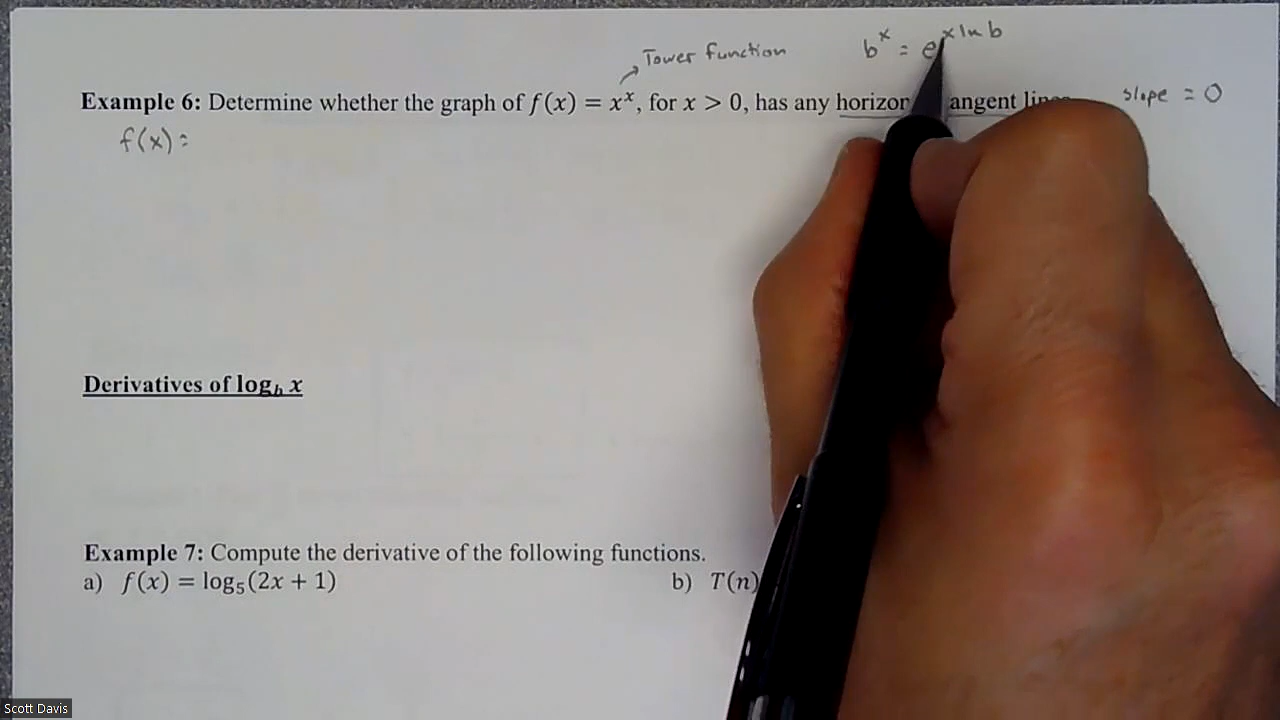 Tower Function
b^x = e^{x ln b}
Example 6: Determine whether the graph of f(x) = x^x, for x > 0, has any
slope = 0
f(x) =
Derivatives of log_b x
Example 7: Compute the derivative of the following functions.
a) f(x) = log_5(2x + 1)
b) T(n)
Scott Davis